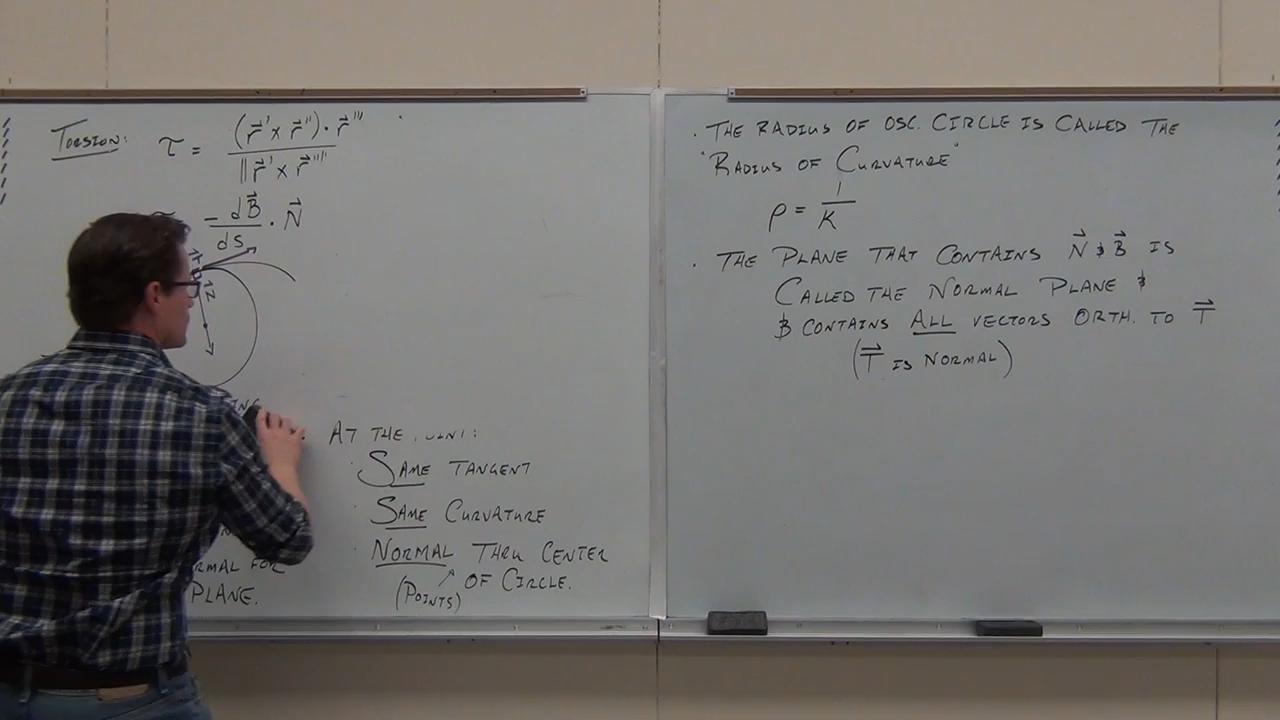 TORSION: τ = (r⃗' × r⃗'') · r⃗''' / ‖r⃗' × r⃗''‖
- dB⃗/ds · N⃗
N⃗
AT THE
· SAME TANGENT
· SAME CURVATURE
· NORMAL THRU CENTER
(POINTS) ↗ OF CIRCLE.
RMAL FOR
PLANE.
· THE RADIUS OF OSC. CIRCLE IS CALLED THE
"RADIUS OF CURVATURE"
ρ = 1/K
· THE PLANE THAT CONTAINS N⃗ & B⃗ IS
CALLED THE NORMAL PLANE &
& CONTAINS ALL VECTORS ORTH. TO T⃗
(T⃗ IS NORMAL)